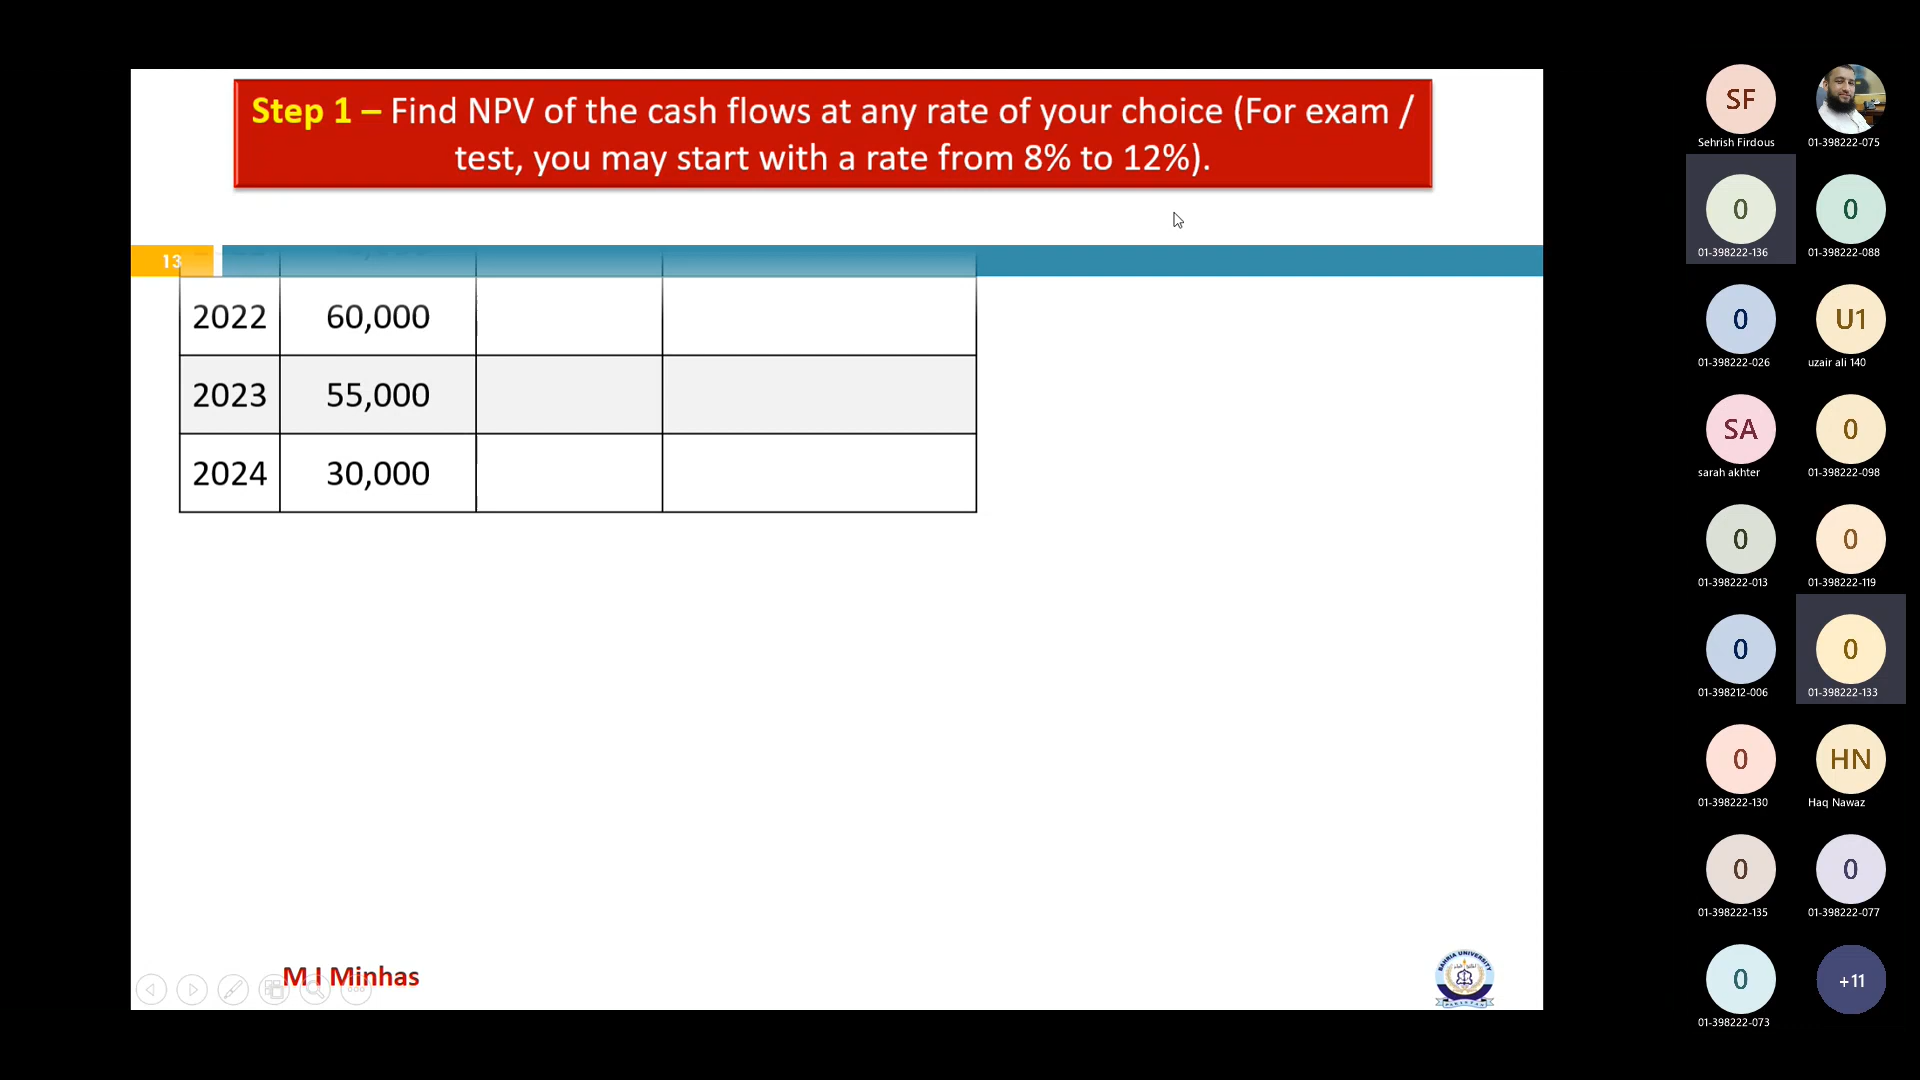 Step 1 – Find NPV of the cash flows at any rate of your choice (For exam /
test, you may start with a rate from 8% to 12%).
13
2022 60,000
2023 55,000
2024 30,000
M I Minhas
BAHRIA UNIVERSITY
PAKISTAN
SF
Sehrish Firdous
01-398222-075
0
01-398222-136
0
01-398222-088
0
01-398222-026
U1
uzair ali 140
SA
sarah akhter
0
01-398222-098
0
01-398222-013
0
01-398222-119
0
01-398212-006
0
01-398222-133
0
01-398222-130
HN
Haq Nawaz
0
01-398222-135
0
01-398222-077
0
01-398222-073
+11